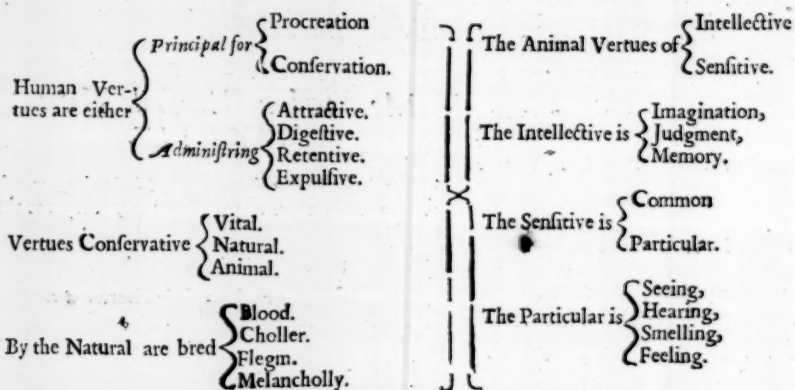 Procreation
Principal for
Conſervation.
Human Ver-
tues are either
Attractive.
Digeſtive.
Adminiſtring
Retentive.
Expulſive.
Vital.
Vertues Conſervative
Natural.
Animal.
Blood.
Choller.
By the Natural are bred
Flegm.
Melancholly.
Intellective
The Animal Vertues of
Senſitive.
Imagination,
The Intellective is
Judgment,
Memory.
Common
The Senſitive is
Particular.
Seeing,
Hearing,
The Particular is
Smelling,
Feeling.